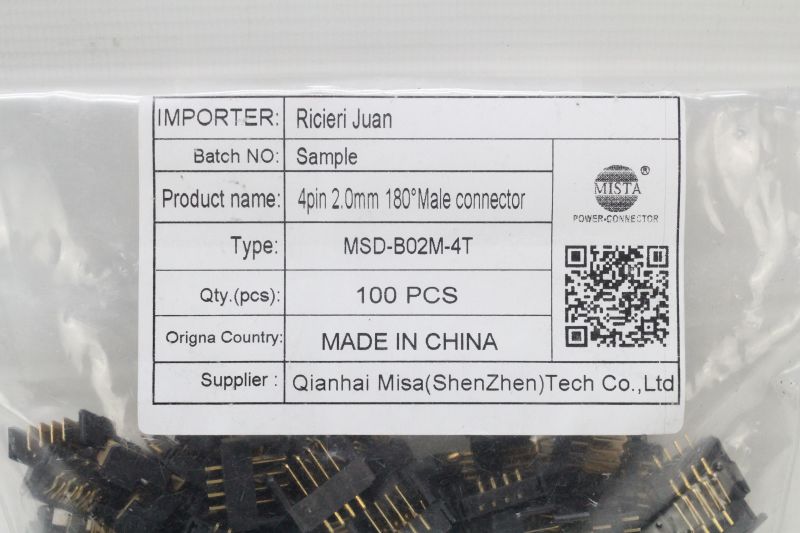 IMPORTER: Ricieri Juan
Batch NO: Sample
Product name: 4pin 2.0mm 180°Male connector
Type: MSD-B02M-4T
Qty.(pcs): 100 PCS
Origna Country: MADE IN CHINA
Supplier : Qianhai Misa(ShenZhen)Tech Co.,Ltd
MISTA®
POWER-CONNECTOR